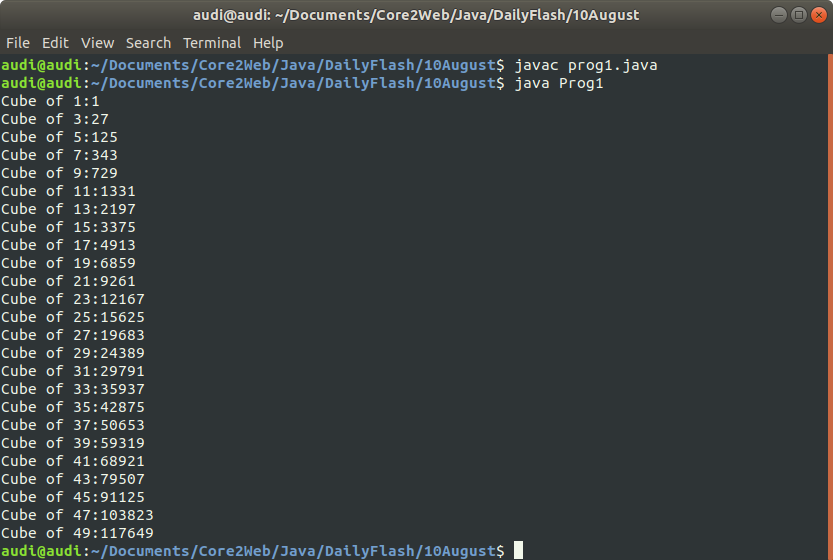 audi@audi: ~/Documents/Core2Web/Java/DailyFlash/10August
File Edit View Search Terminal Help
audi@audi:~/Documents/Core2Web/Java/DailyFlash/10August$ javac prog1.java
audi@audi:~/Documents/Core2Web/Java/DailyFlash/10August$ java Prog1
Cube of 1:1
Cube of 3:27
Cube of 5:125
Cube of 7:343
Cube of 9:729
Cube of 11:1331
Cube of 13:2197
Cube of 15:3375
Cube of 17:4913
Cube of 19:6859
Cube of 21:9261
Cube of 23:12167
Cube of 25:15625
Cube of 27:19683
Cube of 29:24389
Cube of 31:29791
Cube of 33:35937
Cube of 35:42875
Cube of 37:50653
Cube of 39:59319
Cube of 41:68921
Cube of 43:79507
Cube of 45:91125
Cube of 47:103823
Cube of 49:117649
audi@audi:~/Documents/Core2Web/Java/DailyFlash/10August$